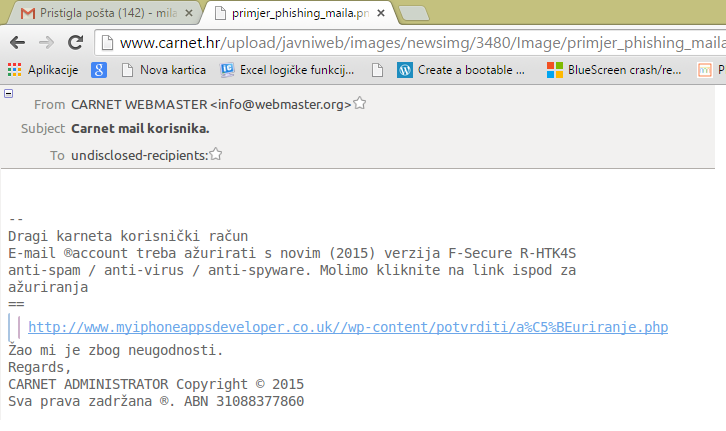 Pristigla pošta (142) - mila
primjer_phishing_maila.pn
www.carnet.hr/upload/javniweb/images/newsimg/3480/Image/primjer_phishing_maila
Aplikacije Nova kartica Excel logičke funkcij... Create a bootable ... BlueScreen crash/re... P
From CARNET WEBMASTER <info@webmaster.org>
Subject Carnet mail korisnika.
To undisclosed-recipients:
--
Dragi karneta korisnički račun
E-mail ®account treba ažurirati s novim (2015) verzija F-Secure R-HTK4S
anti-spam / anti-virus / anti-spyware. Molimo kliknite na link ispod za
ažuriranja
==
http://www.myiphoneappsdeveloper.co.uk//wp-content/potvrditi/a%C5%BEuriranje.php
Žao mi je zbog neugodnosti.
Regards,
CARNET ADMINISTRATOR Copyright © 2015
Sva prava zadržana ®. ABN 31088377860